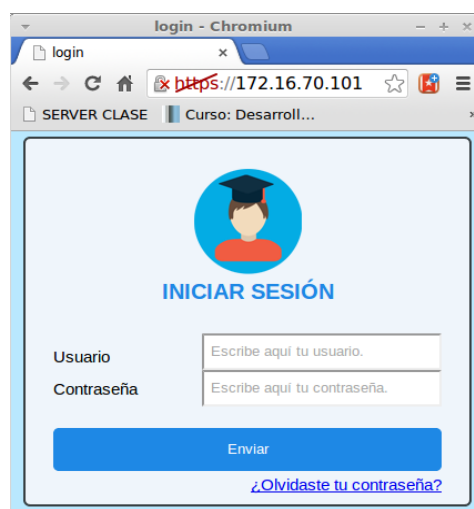 login - Chromium
login
https://172.16.70.101
SERVER CLASE Curso: Desarroll...
INICIAR SESIÓN
Usuario Escribe aquí tu usuario.
Contraseña Escribe aquí tu contraseña.
Enviar
¿Olvidaste tu contraseña?